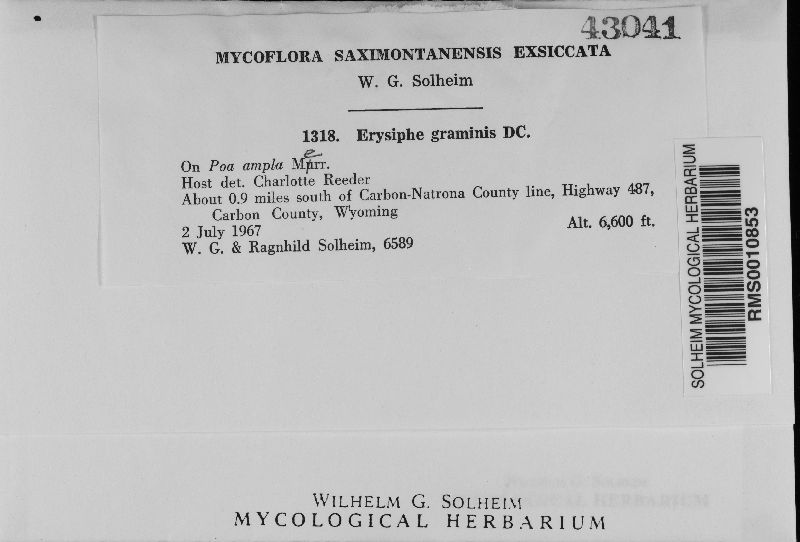 43041
MYCOFLORA SAXIMONTANENSIS EXSICCATA
W. G. Solheim
1318. Erysiphe graminis DC.
On Poa ampla Merr.
Host det. Charlotte Reeder
About 0.9 miles south of Carbon-Natrona County line, Highway 487,
Carbon County, Wyoming
Alt. 6,600 ft.
2 July 1967
W. G. & Ragnhild Solheim, 6589
SOLHEIM MYCOLOGICAL HERBARIUM
RMS0010853
WILHELM G. SOLHEIM
MYCOLOGICAL HERBARIUM